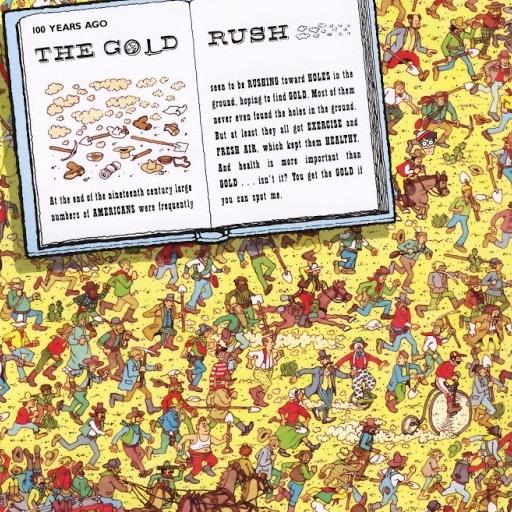 100 YEARS AGO
THE GOLD
RUSH
At the end of the nineteenth century large
numbers of AMERICANS were frequently
seen to be RUSHING toward HOLES in the
ground, hoping to find GOLD. Most of them
never even found the holes in the ground.
But at least they all got EXERCISE and
FRESH AIR, which kept them HEALTHY.
And health is more important than
GOLD . . . isn't it? You get the GOLD if
you can spot me.